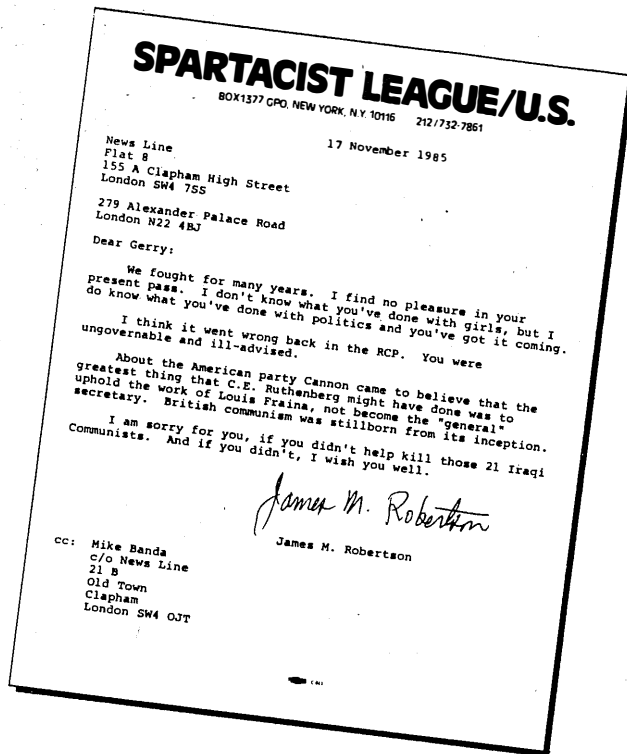 SPARTACIST LEAGUE/U.S.
BOX 1377 GPO, NEW YORK, N.Y. 10116 212/732-7861
17 November 1985
News Line
Flat 8
155 A Clapham High Street
London SW4 7SS
279 Alexander Palace Road
London N22 4BJ
Dear Gerry:
We fought for many years. I find no pleasure in your
present pass. I don't know what you've done with girls, but I
do know what you've done with politics and you've got it coming.
I think it went wrong back in the RCP. You were
ungovernable and ill-advised.
About the American party Cannon came to believe that the
greatest thing that C.E. Ruthenberg might have done was to
uphold the work of Louis Fraina, not become the "general"
secretary. British communism was stillborn from its inception.
I am sorry for you, if you didn't help kill those 21 Iraqi
Communists. And if you didn't, I wish you well.
James M. Robertson
James M. Robertson
cc: Mike Banda
c/o News Line
21 B
Old Town
Clapham
London SW4 OJT